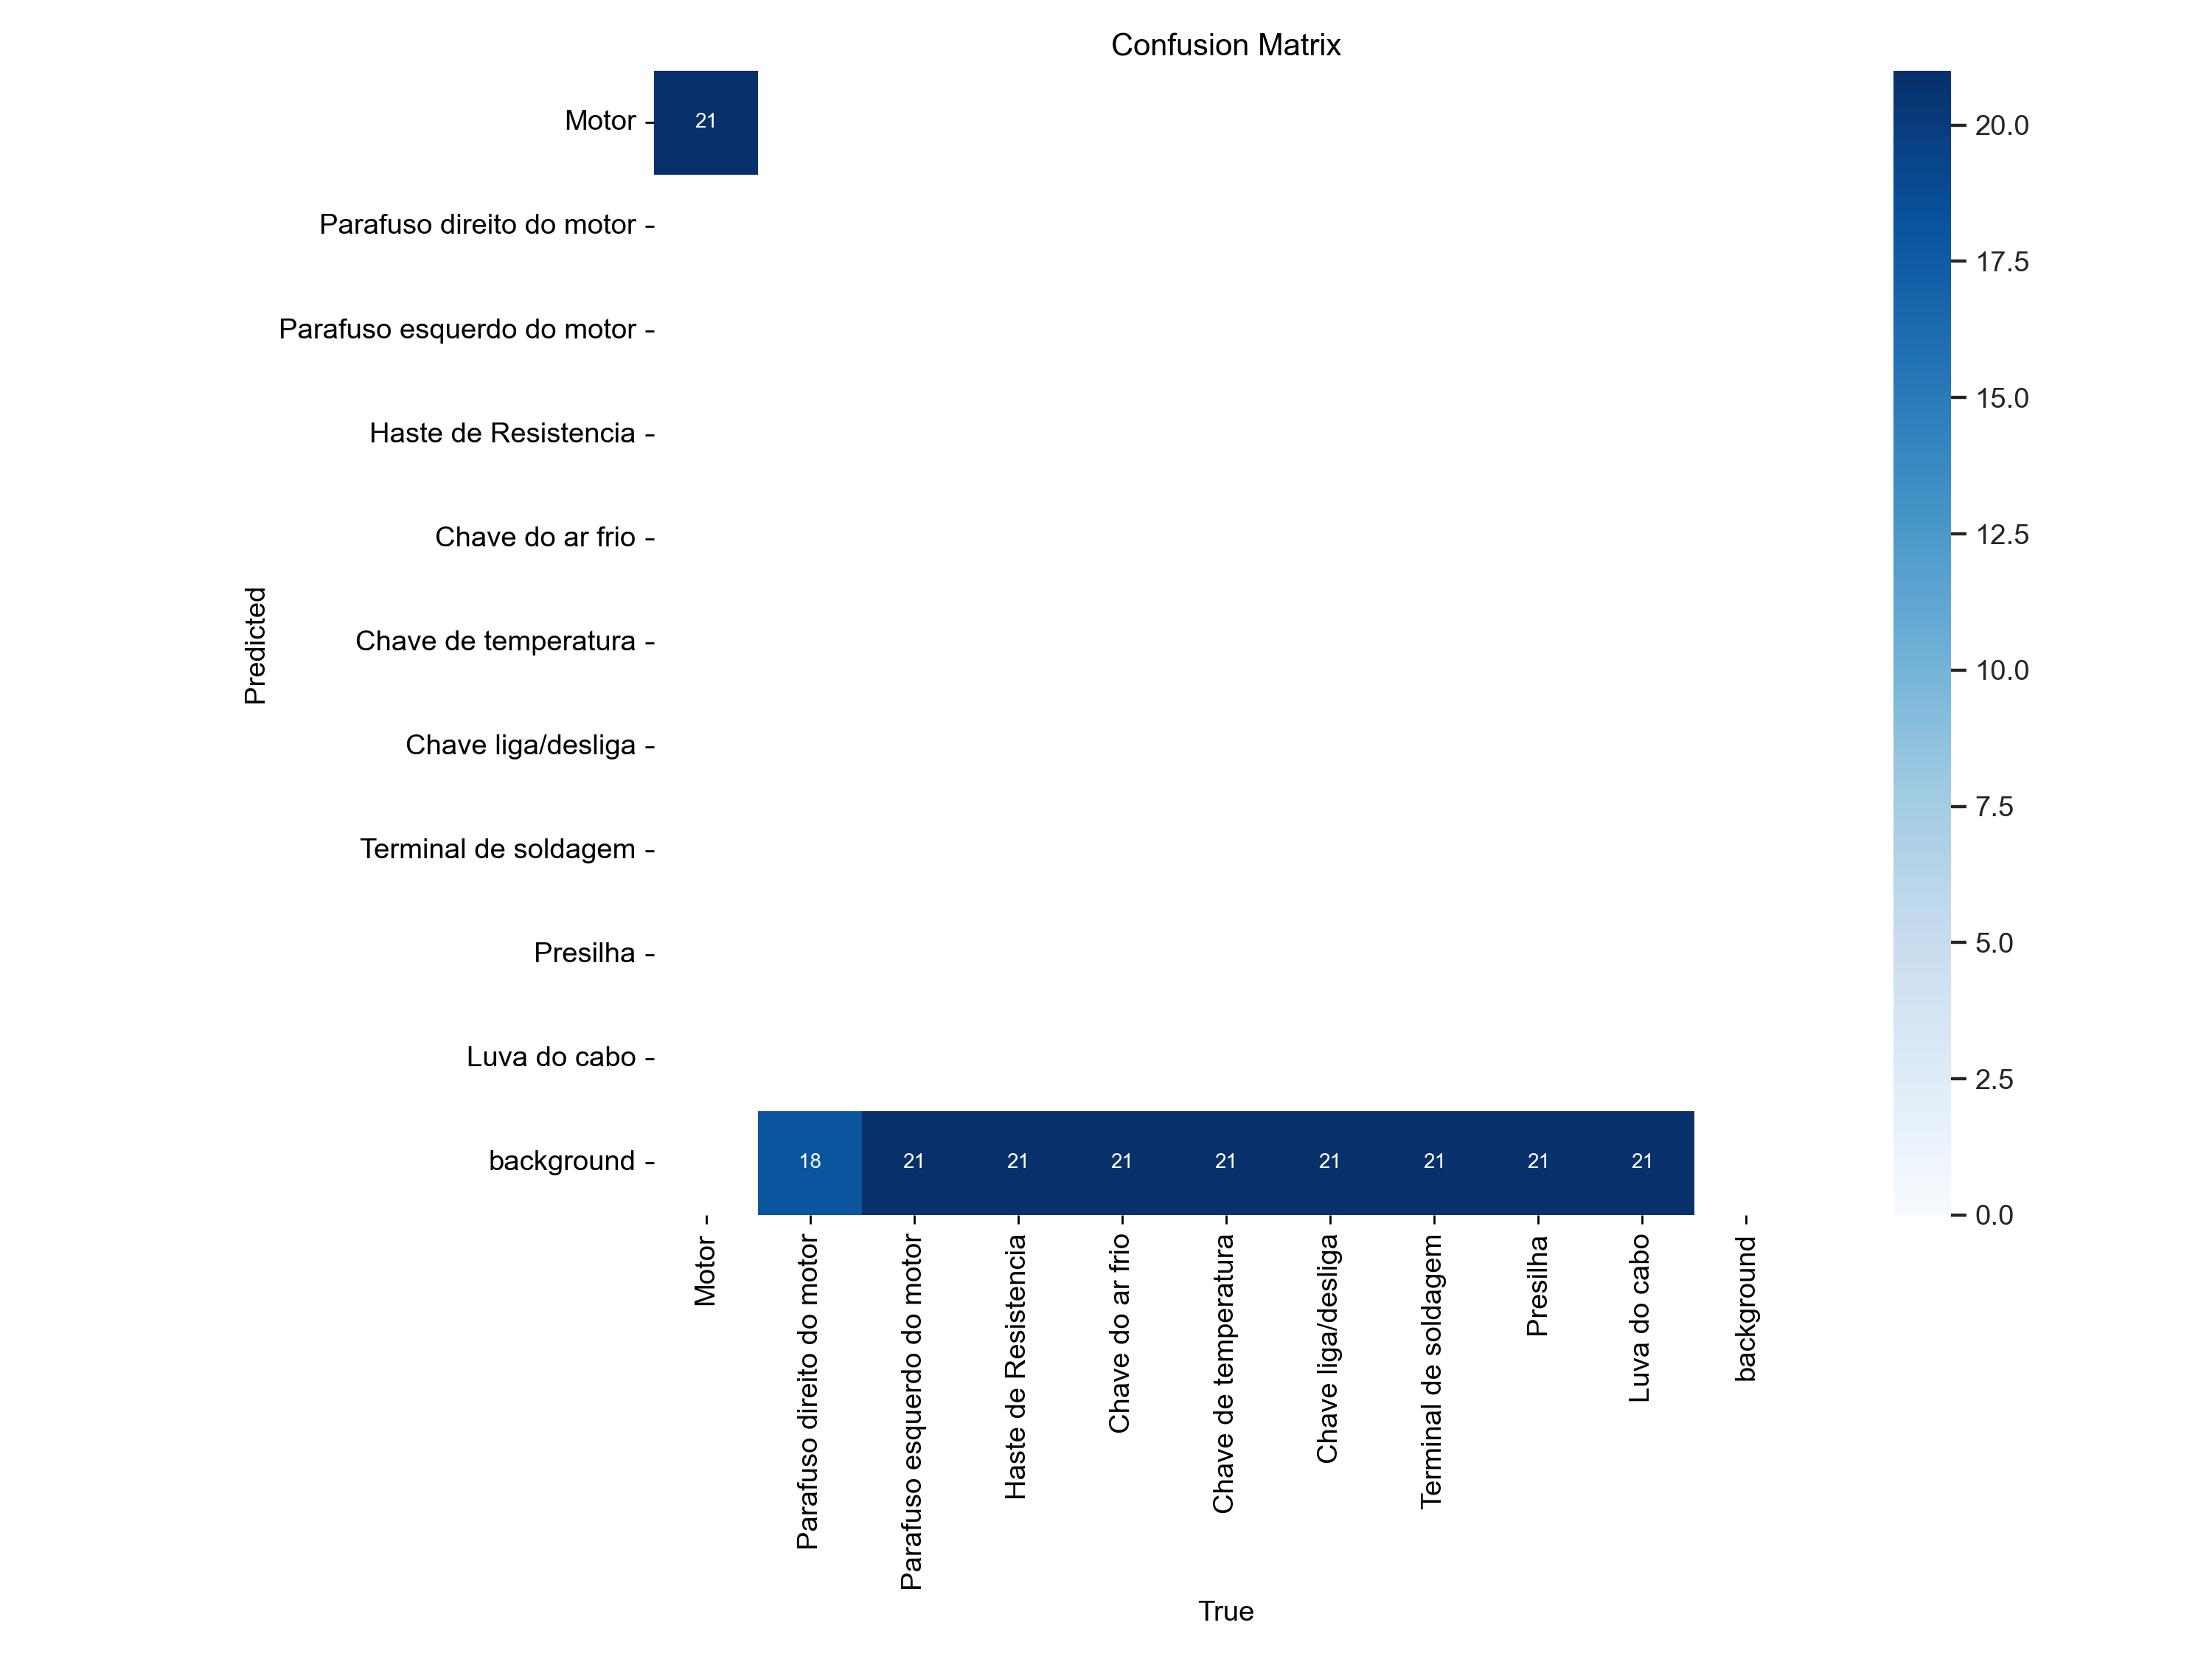 Confusion Matrix
Motor
21
Parafuso direito do motor
Parafuso esquerdo do motor
Haste de Resistencia
Chave do ar frio
Chave de temperatura
Chave liga/desliga
Terminal de soldagem
Presilha
Luva do cabo
background
18 21 21 21 21 21 21 21 21
Predicted
Motor
Parafuso direito do motor
Parafuso esquerdo do motor
Haste de Resistencia
Chave do ar frio
Chave de temperatura
Chave liga/desliga
Terminal de soldagem
Presilha
Luva do cabo
background
True
20.0
17.5
15.0
12.5
10.0
7.5
5.0
2.5
0.0